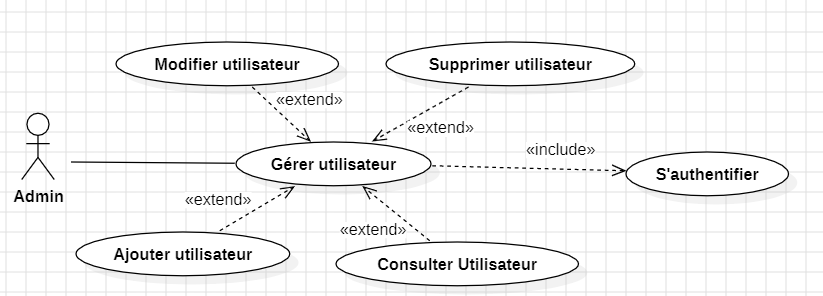 Modifier utilisateur
Supprimer utilisateur
«extend»
«extend»
«include»
Gérer utilisateur
S'authentifier
Admin
«extend»
«extend»
Ajouter utilisateur
Consulter Utilisateur